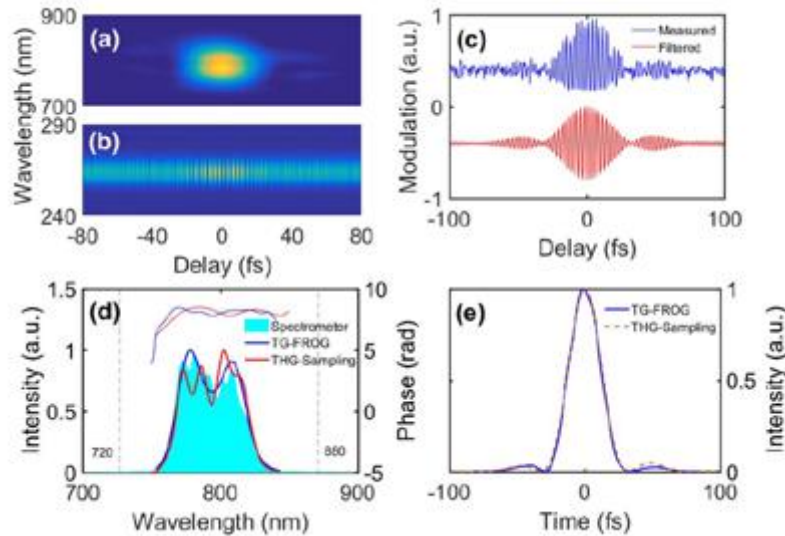 900
(a)
700
290
(b)
240
Wavelength (nm)
-80 -40 0 40 80
Delay (fs)
1
(c)
Measured
Filtered
0
-1
Modulation (a.u.)
-100 0 100
Delay (fs)
1.5
(d)
10
Spectrometer
TG-FROG
THG-Sampling
1
5
0.5
0
720
880
0
-5
Intensity (a.u.)
Phase (rad)
700 800 900
Wavelength (nm)
(e)
TG-FROG
THG-Sampling
1
0.5
0
Intensity (a.u.)
-100 0 100
Time (fs)